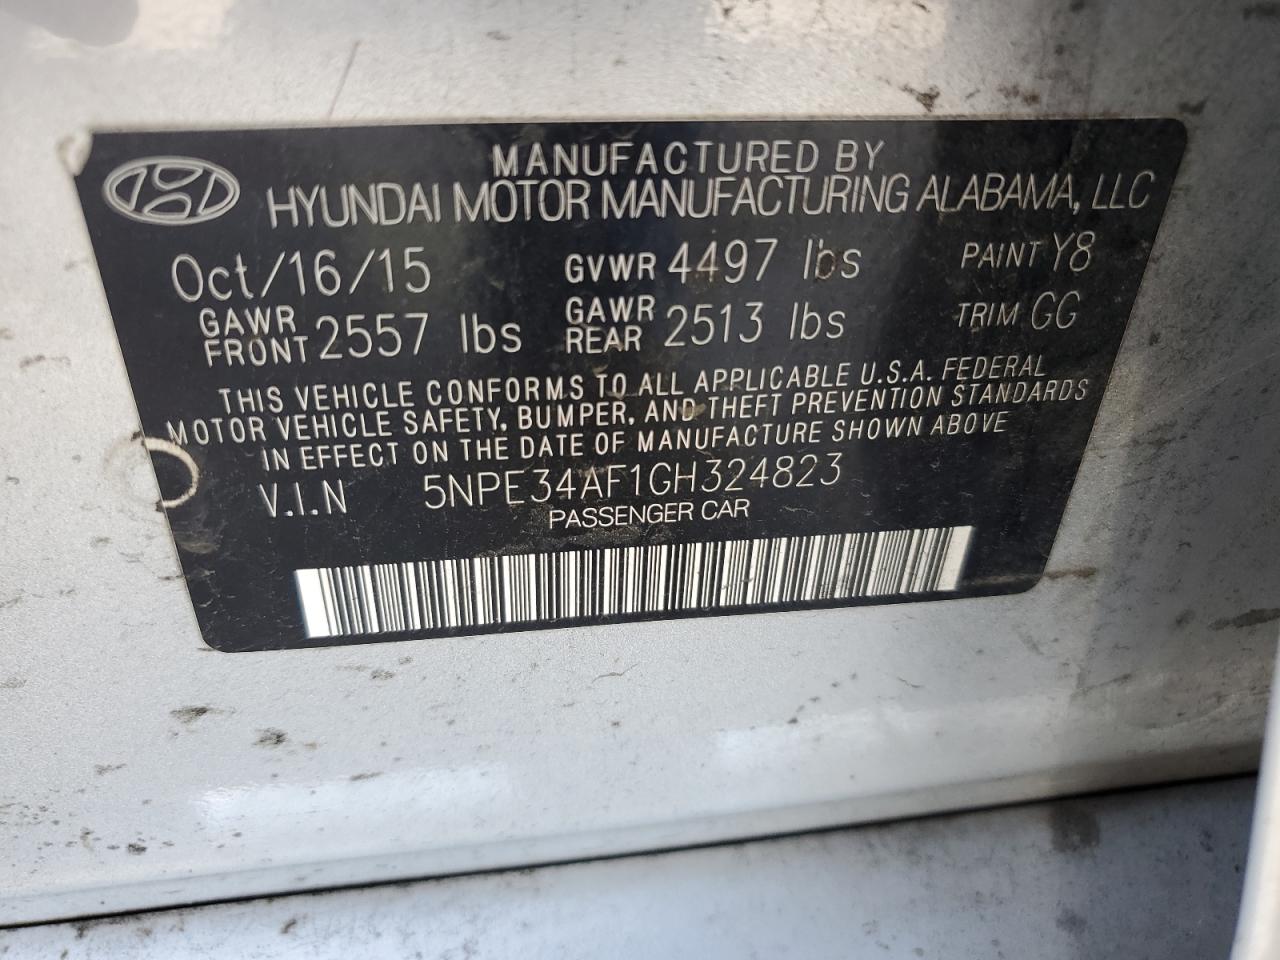 MANUFACTURED BY
HYUNDAI MOTOR MANUFACTURING ALABAMA, LLC
Oct/16/15 GVWR 4497 lbs PAINT Y8
GAWR FRONT 2557 lbs GAWR REAR 2513 lbs TRIM GG
THIS VEHICLE CONFORMS TO ALL APPLICABLE U.S.A. FEDERAL
MOTOR VEHICLE SAFETY, BUMPER, AND THEFT PREVENTION STANDARDS
IN EFFECT ON THE DATE OF MANUFACTURE SHOWN ABOVE
V.I.N 5NPE34AF1GH324823
PASSENGER CAR